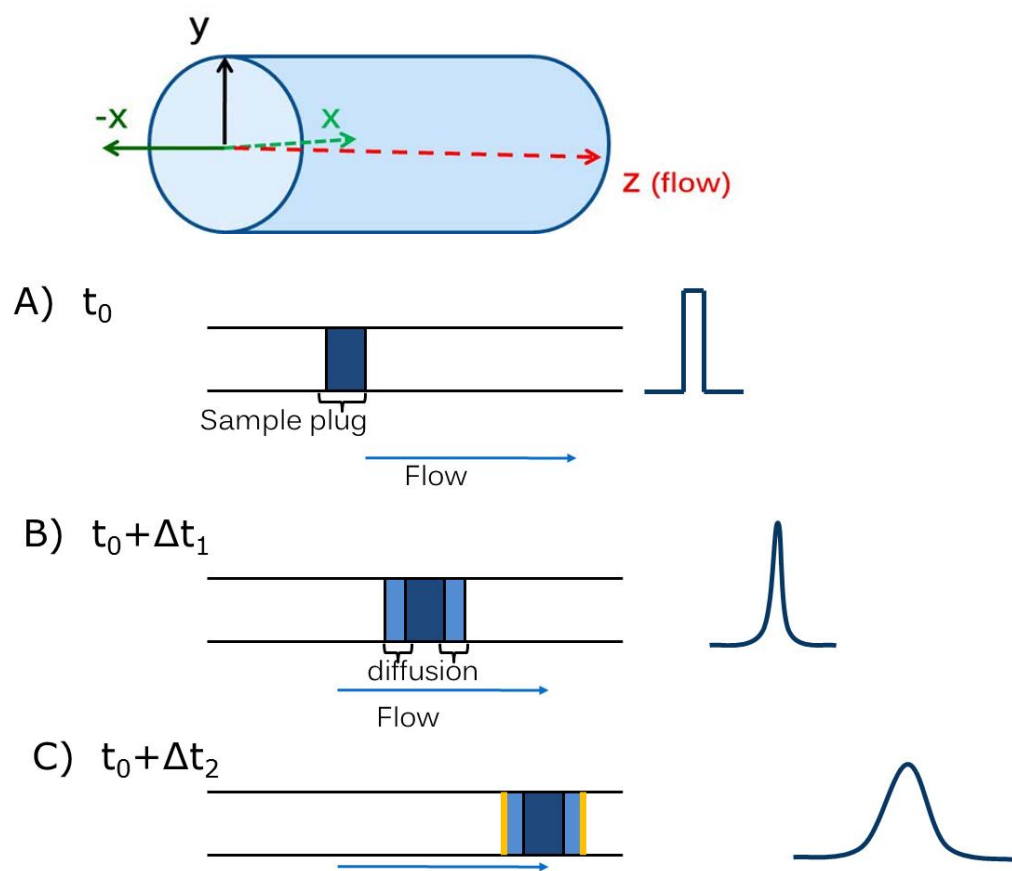 y
-x
x
z (flow)
A) t₀
Sample plug
Flow
B) t₀+Δt₁
diffusion
Flow
C) t₀+Δt₂